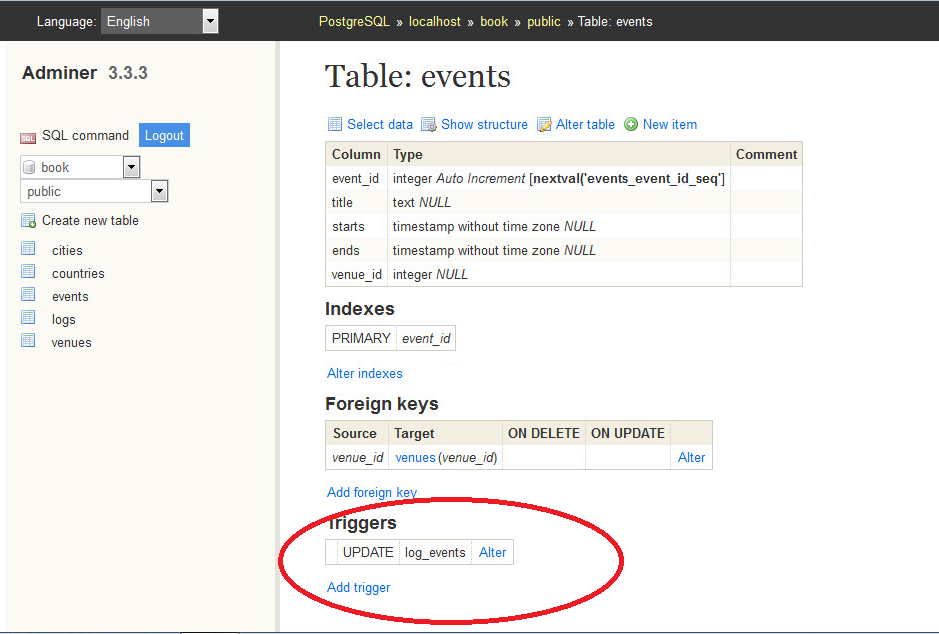 Language: English
PostgreSQL » localhost » book » public » Table: events
Adminer 3.3.3
SQL SQL command Logout
book
public
Create new table
cities
countries
events
logs
venues
Table: events
Select data Show structure Alter table New item
Column Type Comment
event_id integer Auto Increment [nextval('events_event_id_seq']
title text NULL
starts timestamp without time zone NULL
ends timestamp without time zone NULL
venue_id integer NULL
Indexes
PRIMARY event_id
Alter indexes
Foreign keys
Source Target ON DELETE ON UPDATE
venue_id venues (venue_id) Alter
Add foreign key
Triggers
UPDATE log_events Alter
Add trigger